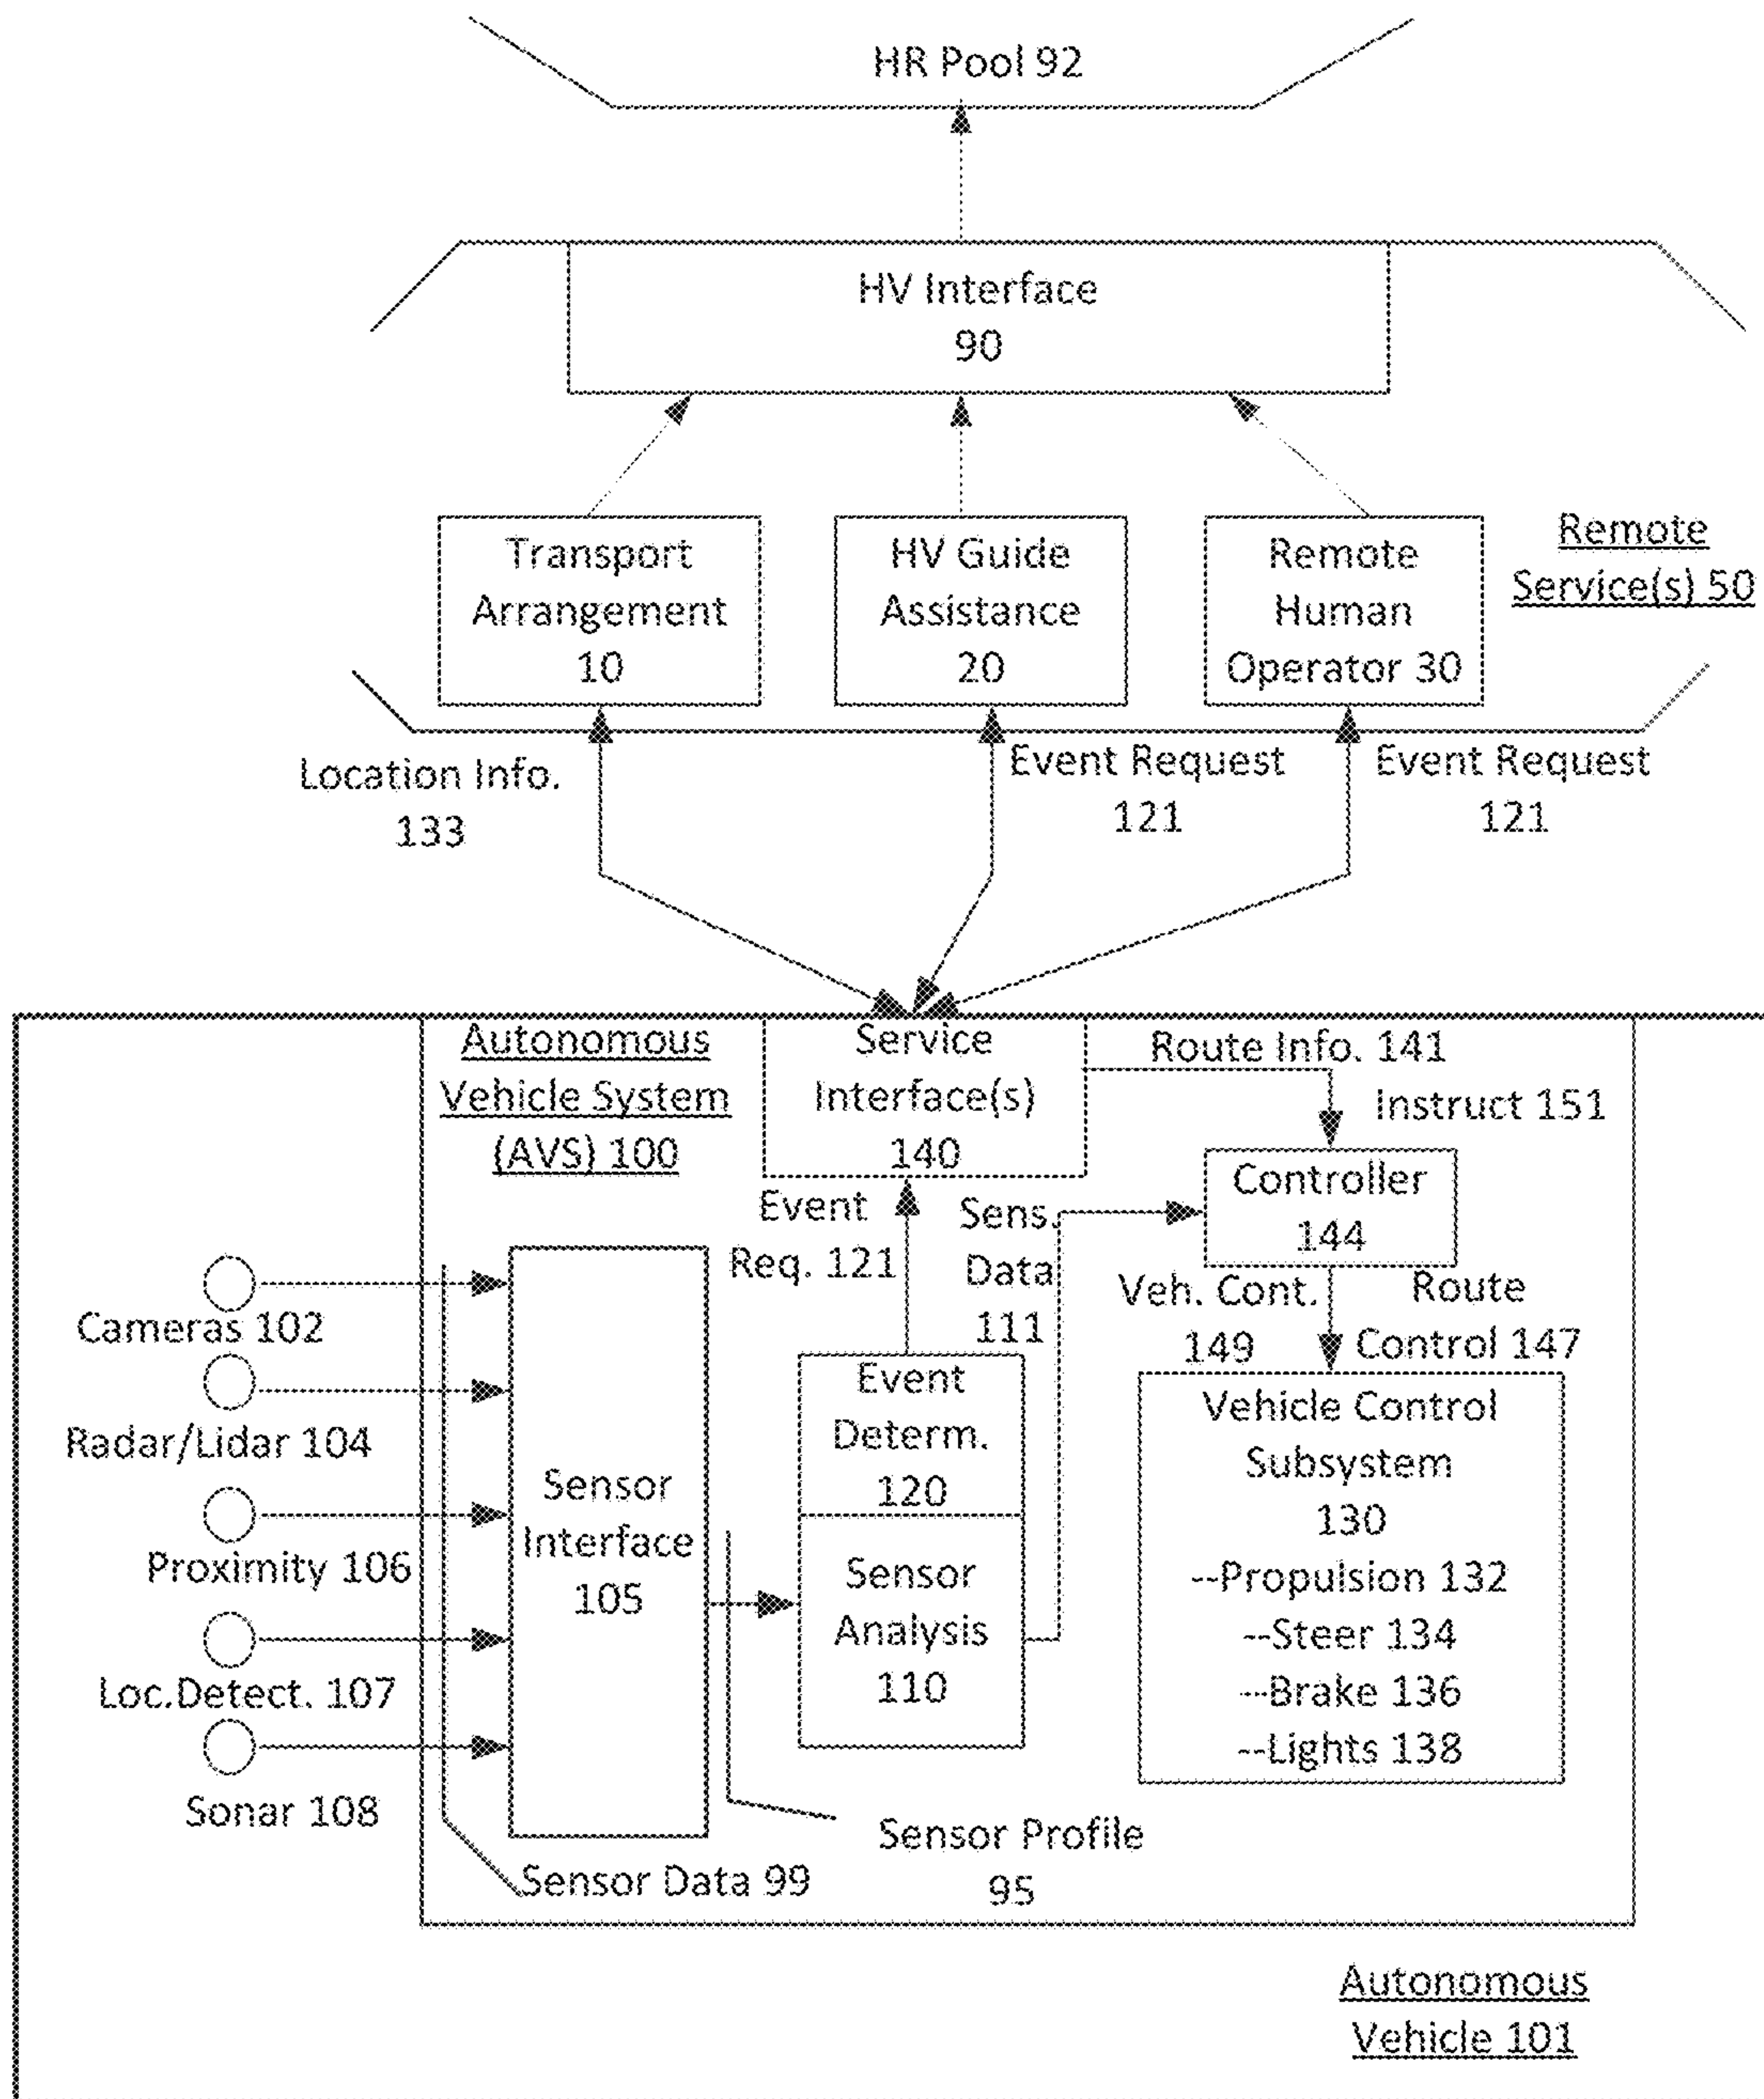 HR Pool 92
HV Interface
90
Transport
Arrangement
10
HV Guide
Assistance
20
Remote
Human
Operator 30
Remote
Service(s) 50
Location Info.
133
Event Request
121
Event Request
121
Autonomous
Vehicle System
(AVS) 100
Service
Interface(s)
140
Route Info. 141
Instruct 151
Controller
144
Event
Req. 121
Sens.
Data
111
Veh. Cont.
149
Route
Control 147
Cameras 102
Radar/Lidar 104
Proximity 106
Loc.Detect. 107
Sonar 108
Sensor
Interface
105
Event
Determ.
120
Sensor
Analysis
110
Vehicle Control
Subsystem
130
--Propulsion 132
--Steer 134
--Brake 136
--Lights 138
Sensor Data 99
Sensor Profile
95
Autonomous
Vehicle 101